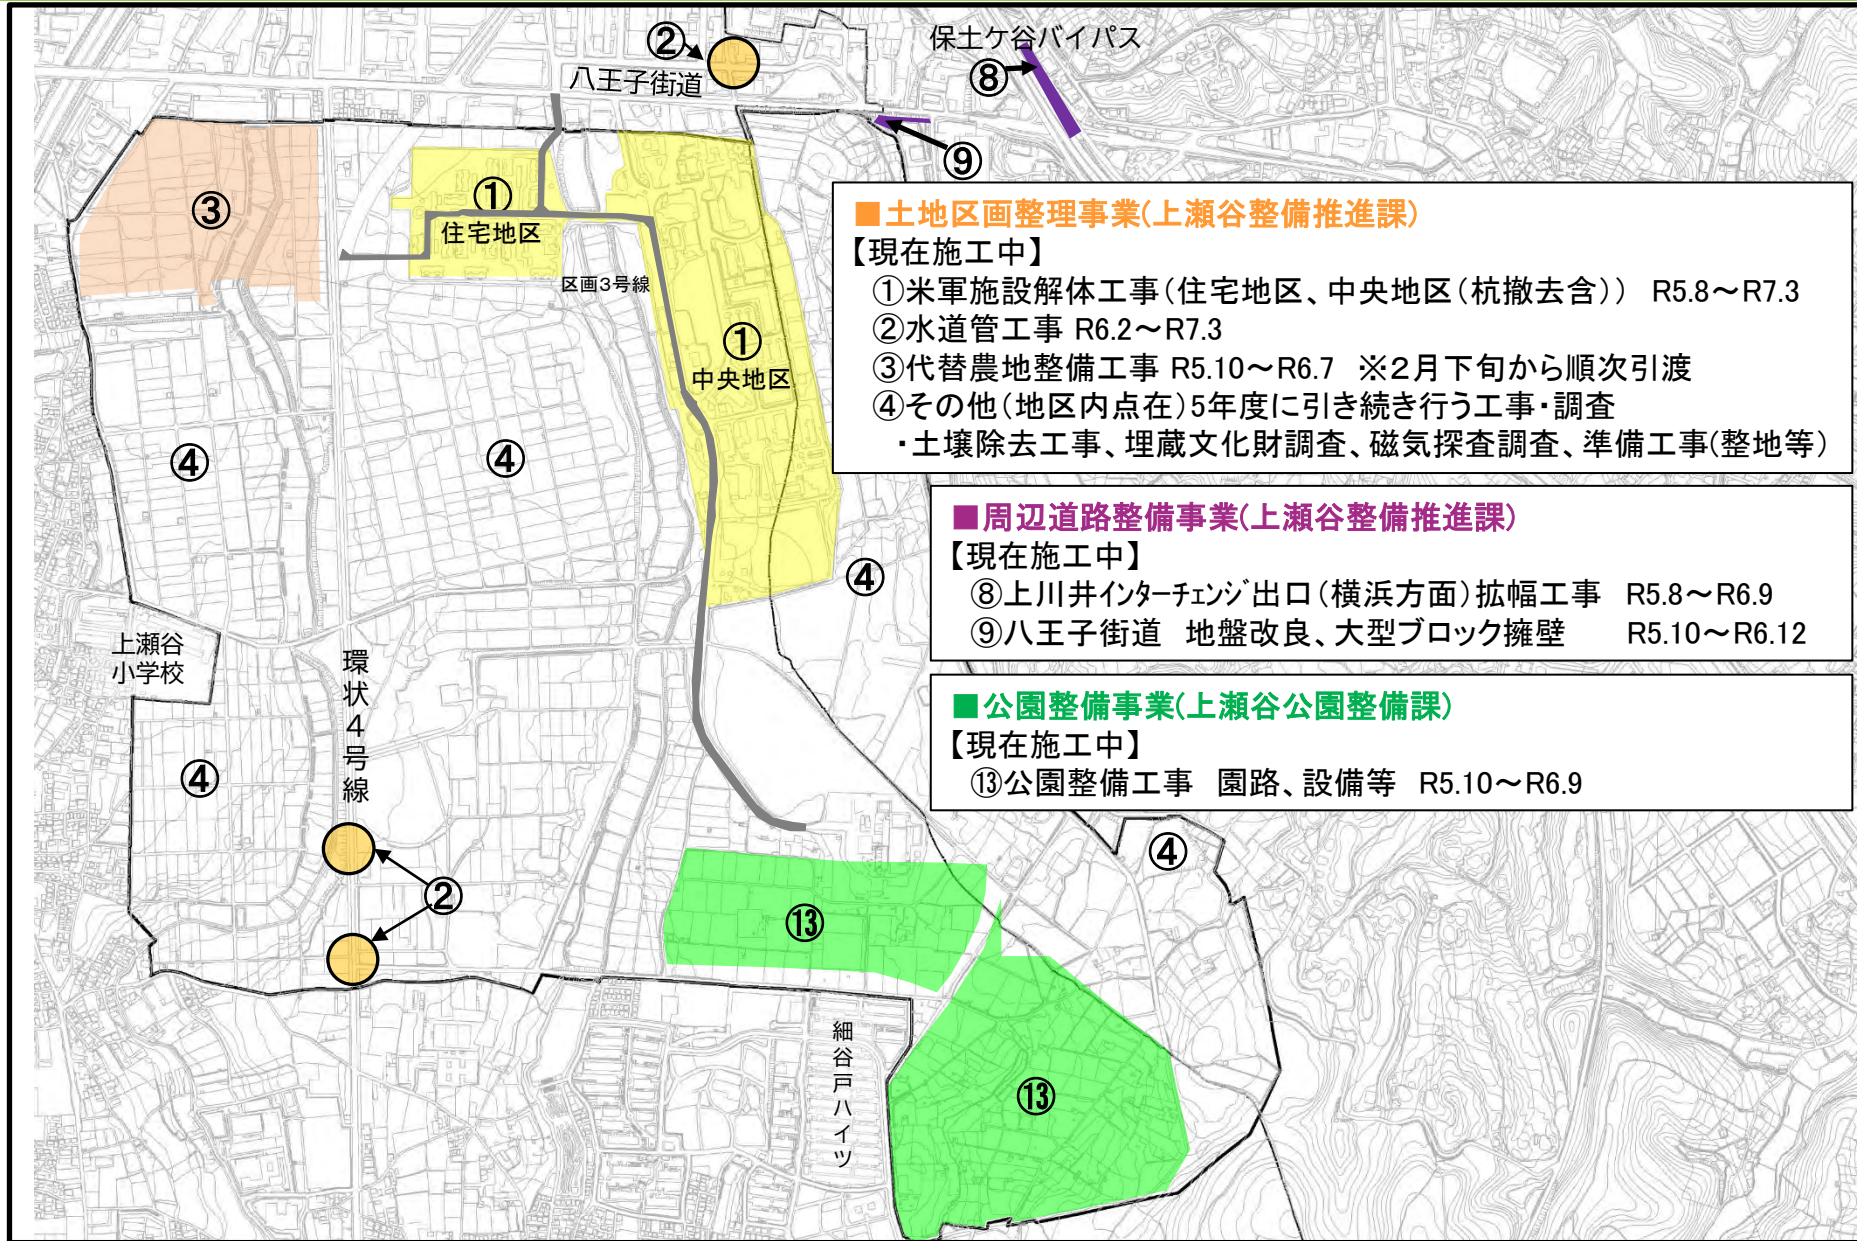 保土ケ谷バイパス
②
八王子街道
⑧
⑨
③
①
住宅地区
区画3号線
①
中央地区
■土地区画整理事業(上瀬谷整備推進課)
【現在施工中】
①米軍施設解体工事(住宅地区、中央地区(杭撤去含)) R5.8～R7.3
②水道管工事 R6.2～R7.3
③代替農地整備工事 R5.10～R6.7 ※2月下旬から順次引渡
④その他(地区内点在)5年度に引き続き行う工事・調査
・土壌除去工事、埋蔵文化財調査、磁気探査調査、準備工事(整地等)
④
④
④
■周辺道路整備事業(上瀬谷整備推進課)
【現在施工中】
⑧上川井インターチェンジ出口(横浜方面)拡幅工事 R5.8～R6.9
⑨八王子街道 地盤改良、大型ブロック擁壁 R5.10～R6.12
上瀬谷
小学校
環状4号線
■公園整備事業(上瀬谷公園整備課)
【現在施工中】
⑬公園整備工事 園路、設備等 R5.10～R6.9
④
④
②
⑬
細谷戸ハイツ
⑬